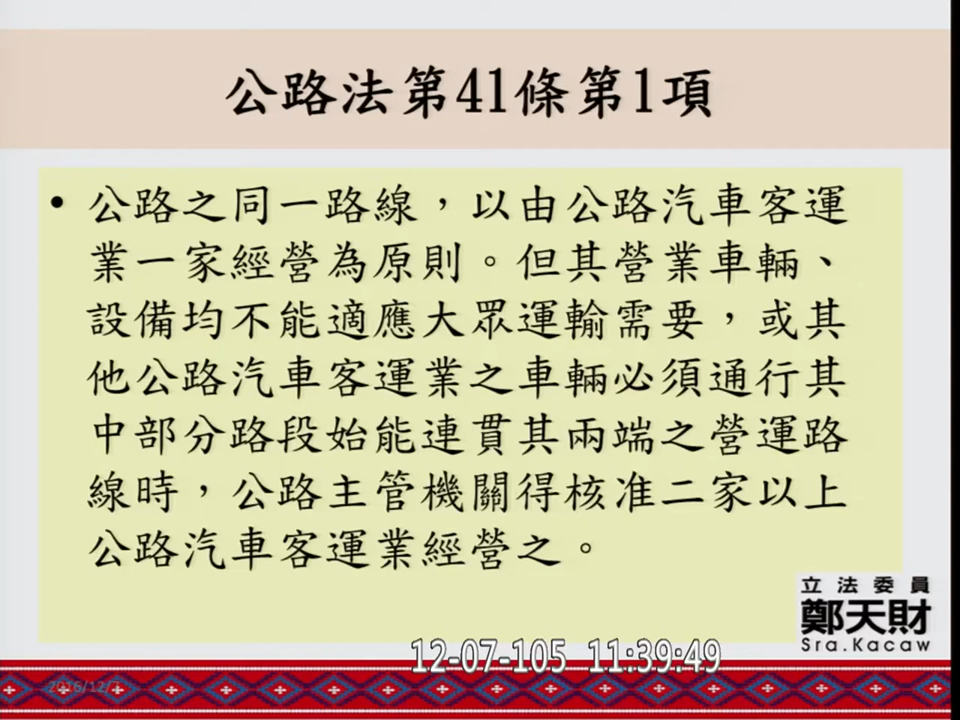 公路法第41條第1項
• 公路之同一路線，以由公路汽車客運
業一家經營為原則。但其營業車輛、
設備均不能適應大眾運輸需要，或其
他公路汽車客運業之車輛必須通行其
中部分路段始能連貫其兩端之營運路
線時，公路主管機關得核准二家以上
公路汽車客運業經營之。
立法委員
鄭天財
Sra.Kacaw
12-07-105 11:39:49
2016/12/7